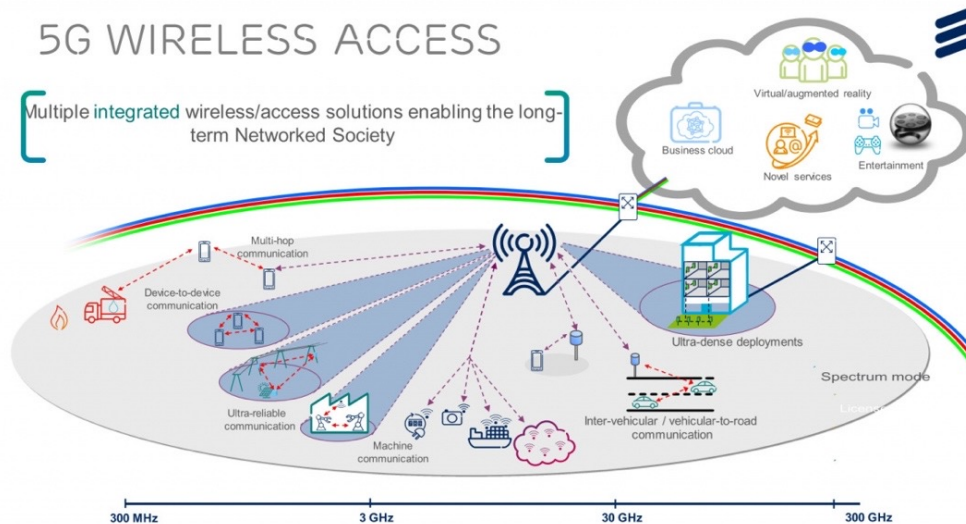 5G WIRELESS ACCESS
Multiple integrated wireless/access solutions enabling the long-
term Networked Society
Virtual/augmented reality
Business cloud
Novel services
Entertainment
Multi-hop
communication
Device-to-device
communication
Ultra-dense deployments
Spectrum mode
Ultra-reliable
communication
Inter-vehicular / vehicular-to-road
communication
Machine
communication
300 MHz
3 GHz
30 GHz
300 GHz